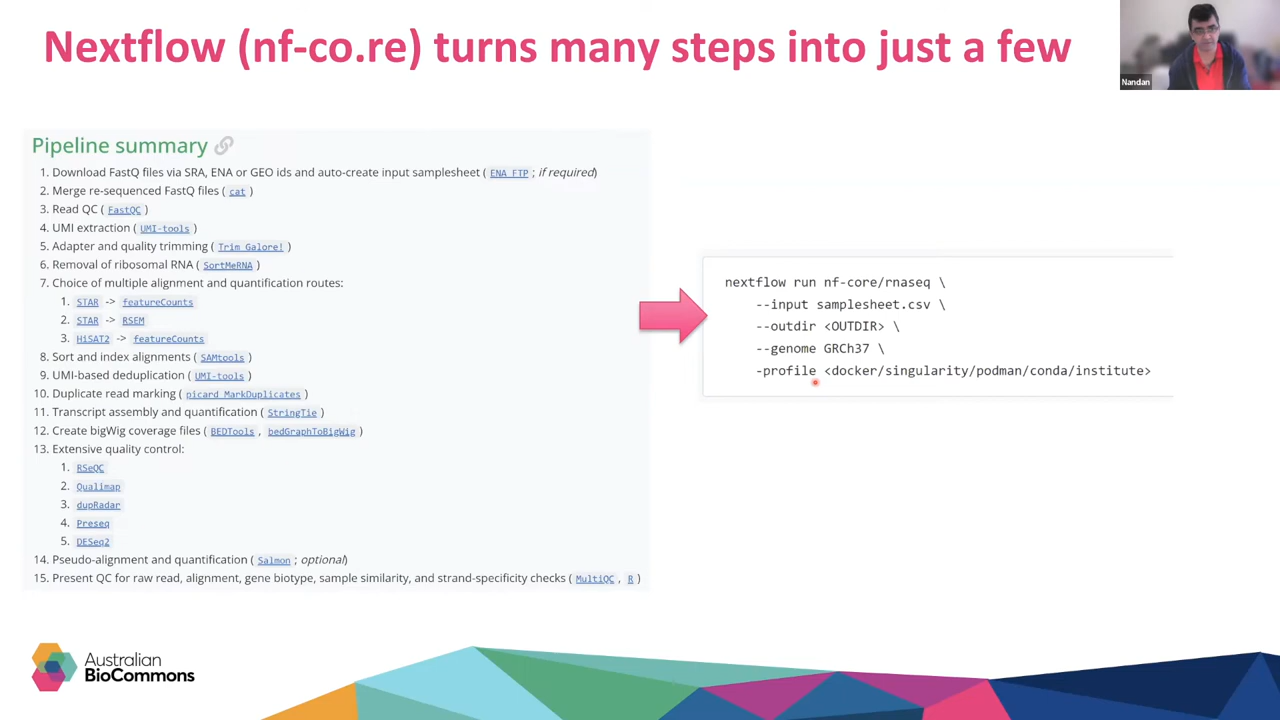 Nextflow (nf-co.re) turns many steps into just a few
Nandan
Pipeline summary
1. Download FastQ files via SRA, ENA or GEO ids and auto-create input samplesheet ( ENA FTP ; if required)
2. Merge re-sequenced FastQ files ( cat )
3. Read QC ( FastQC )
4. UMI extraction ( UMI-tools )
5. Adapter and quality trimming ( Trim Galore! )
6. Removal of ribosomal RNA ( SortMeRNA )
7. Choice of multiple alignment and quantification routes:
1. STAR -> featureCounts
2. STAR -> RSEM
3. HiSAT2 -> featureCounts
8. Sort and index alignments ( SAMtools )
9. UMI-based deduplication ( UMI-tools )
10. Duplicate read marking ( picard MarkDuplicates )
11. Transcript assembly and quantification ( StringTie )
12. Create bigWig coverage files ( BEDTools , bedGraphToBigWig )
13. Extensive quality control:
1. RSeQC
2. Qualimap
3. dupRadar
4. Preseq
5. DESeq2
14. Pseudo-alignment and quantification ( Salmon ; optional)
15. Present QC for raw read, alignment, gene biotype, sample similarity, and strand-specificity checks ( MultiQC , R )
nextflow run nf-core/rnaseq \
--input samplesheet.csv \
--outdir <OUTDIR> \
--genome GRCh37 \
-profile <docker/singularity/podman/conda/institute>
Australian
BioCommons